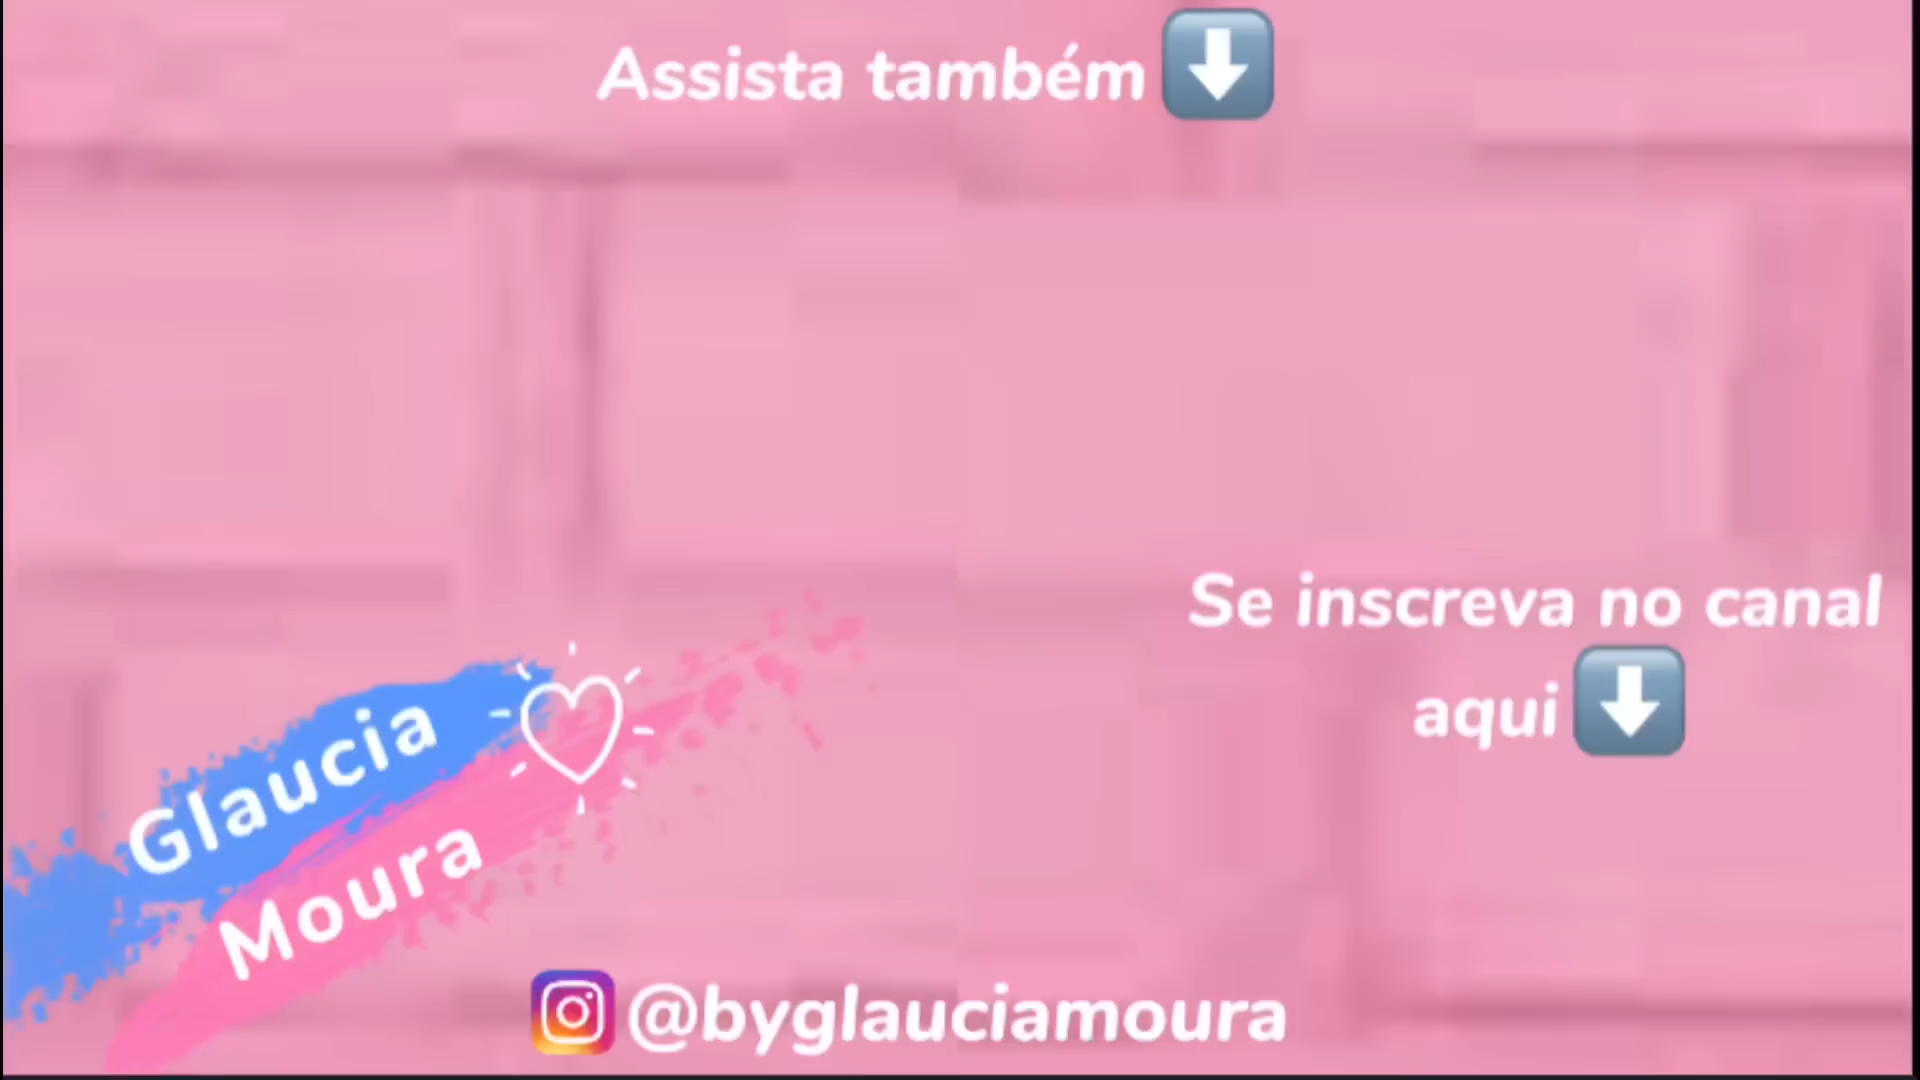 Assista também ⬇️
Se inscreva no canal
aqui ⬇️
Glaucia
Moura
@byglauciamoura